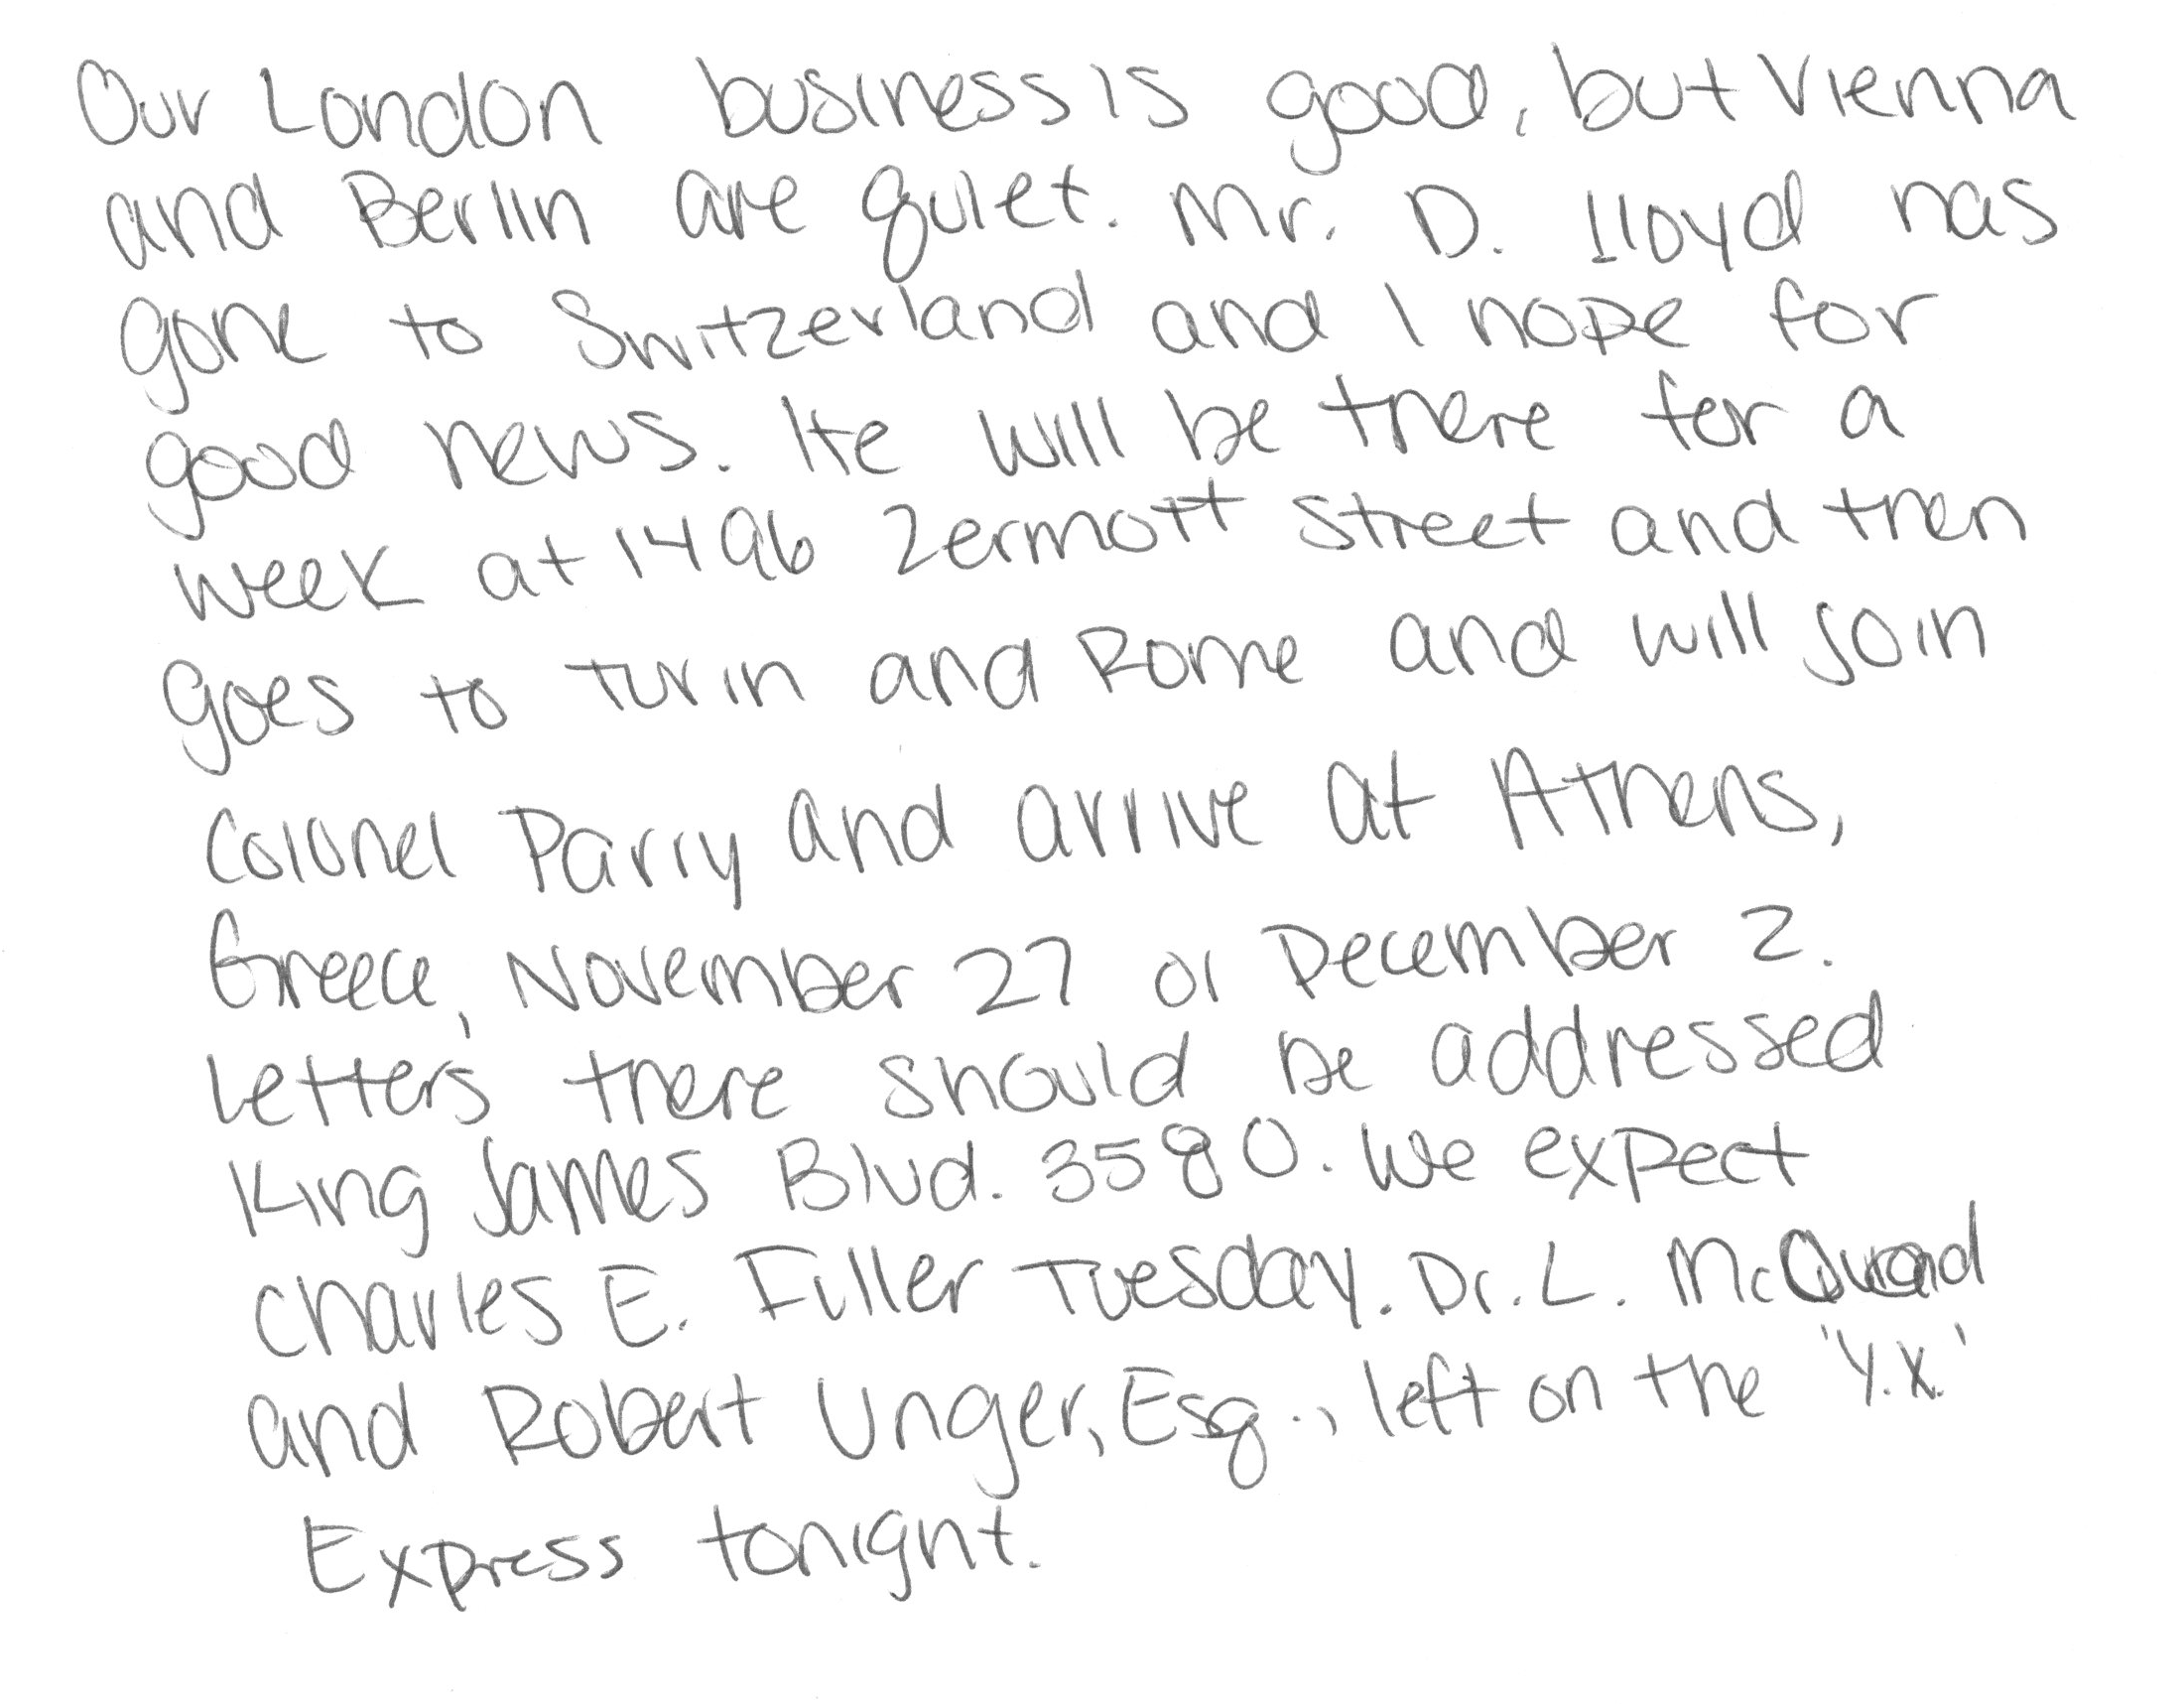 Our London business is good, but Vienna
and Berlin are quiet. Mr. D. Lloyd has
gone to Switzerland and I hope for
good news. He will be there for a
week at 1496 Zermott Street and then
goes to Turin and Rome and will join
Colonel Parry and arrive at Athens,
Greece, November 27 or December 2.
Letters there should be addressed
King James Blvd. 3580. We expect
Charles E. Fuller Tuesday. Dr. L. McQuaid
and Robert Unger, Esq., left on the 'Y.X.'
Express tonight.